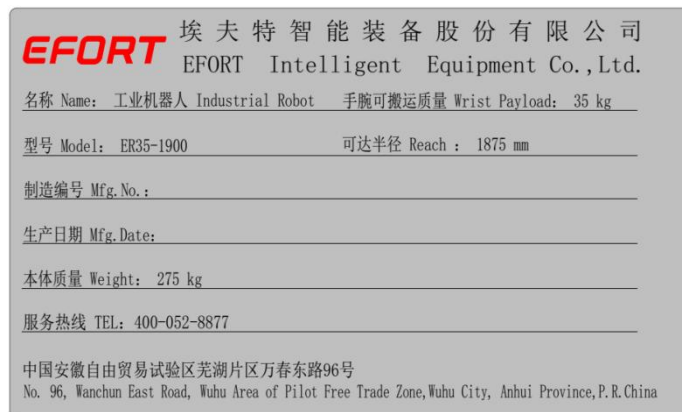 EFORT 埃夫特智能装备股份有限公司
EFORT Intelligent Equipment Co.,Ltd.
名称 Name: 工业机器人 Industrial Robot 手腕可搬运质量 Wrist Payload: 35 kg
型号 Model: ER35-1900 可达半径 Reach : 1875 mm
制造编号 Mfg.No.:
生产日期 Mfg.Date:
本体质量 Weight: 275 kg
服务热线 TEL: 400-052-8877
中国安徽自由贸易试验区芜湖片区万春东路96号
No. 96, Wanchun East Road, Wuhu Area of Pilot Free Trade Zone,Wuhu City, Anhui Province,P.R.China